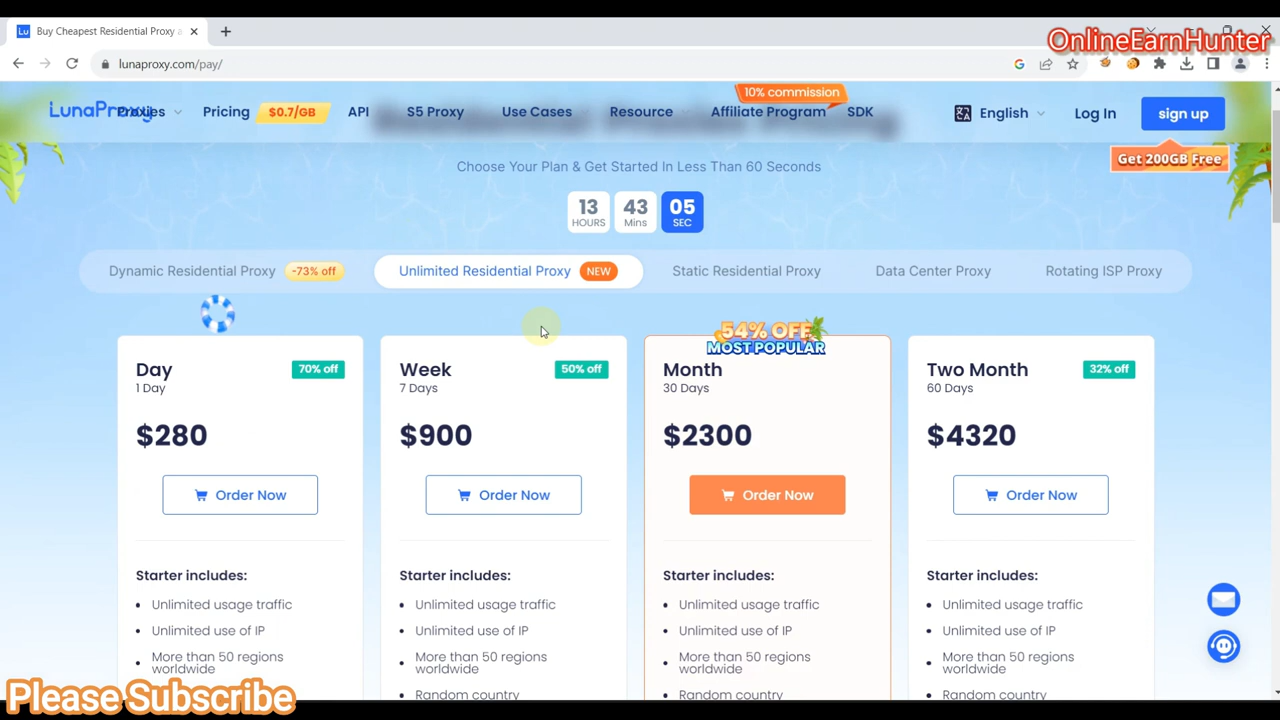 Buy Cheapest Residential Proxy a
OnlineEarnHunter
lunaproxy.com/pay/
LunaProxy
Proxies
Pricing
$0.7/GB
API
S5 Proxy
Use Cases
Resource
10% commission
Affiliate Program
SDK
English
Log In
sign up
Get 200GB Free
Choose Your Plan & Get Started In Less Than 60 Seconds
13 43 05
HOURS Mins SEC
Dynamic Residential Proxy -73% off
Unlimited Residential Proxy NEW
Static Residential Proxy
Data Center Proxy
Rotating ISP Proxy
Day 70% off
1 Day
$280
Order Now
Starter includes:
• Unlimited usage traffic
• Unlimited use of IP
• More than 50 regions
worldwide
Week 50% off
7 Days
$900
Order Now
Starter includes:
• Unlimited usage traffic
• Unlimited use of IP
• More than 50 regions
worldwide
• Random country
54% OFF
MOST POPULAR
Month
30 Days
$2300
Order Now
Starter includes:
• Unlimited usage traffic
• Unlimited use of IP
• More than 50 regions
worldwide
• Random country
Two Month 32% off
60 Days
$4320
Order Now
Starter includes:
• Unlimited usage traffic
• Unlimited use of IP
• More than 50 regions
worldwide
• Random country
Please Subscribe